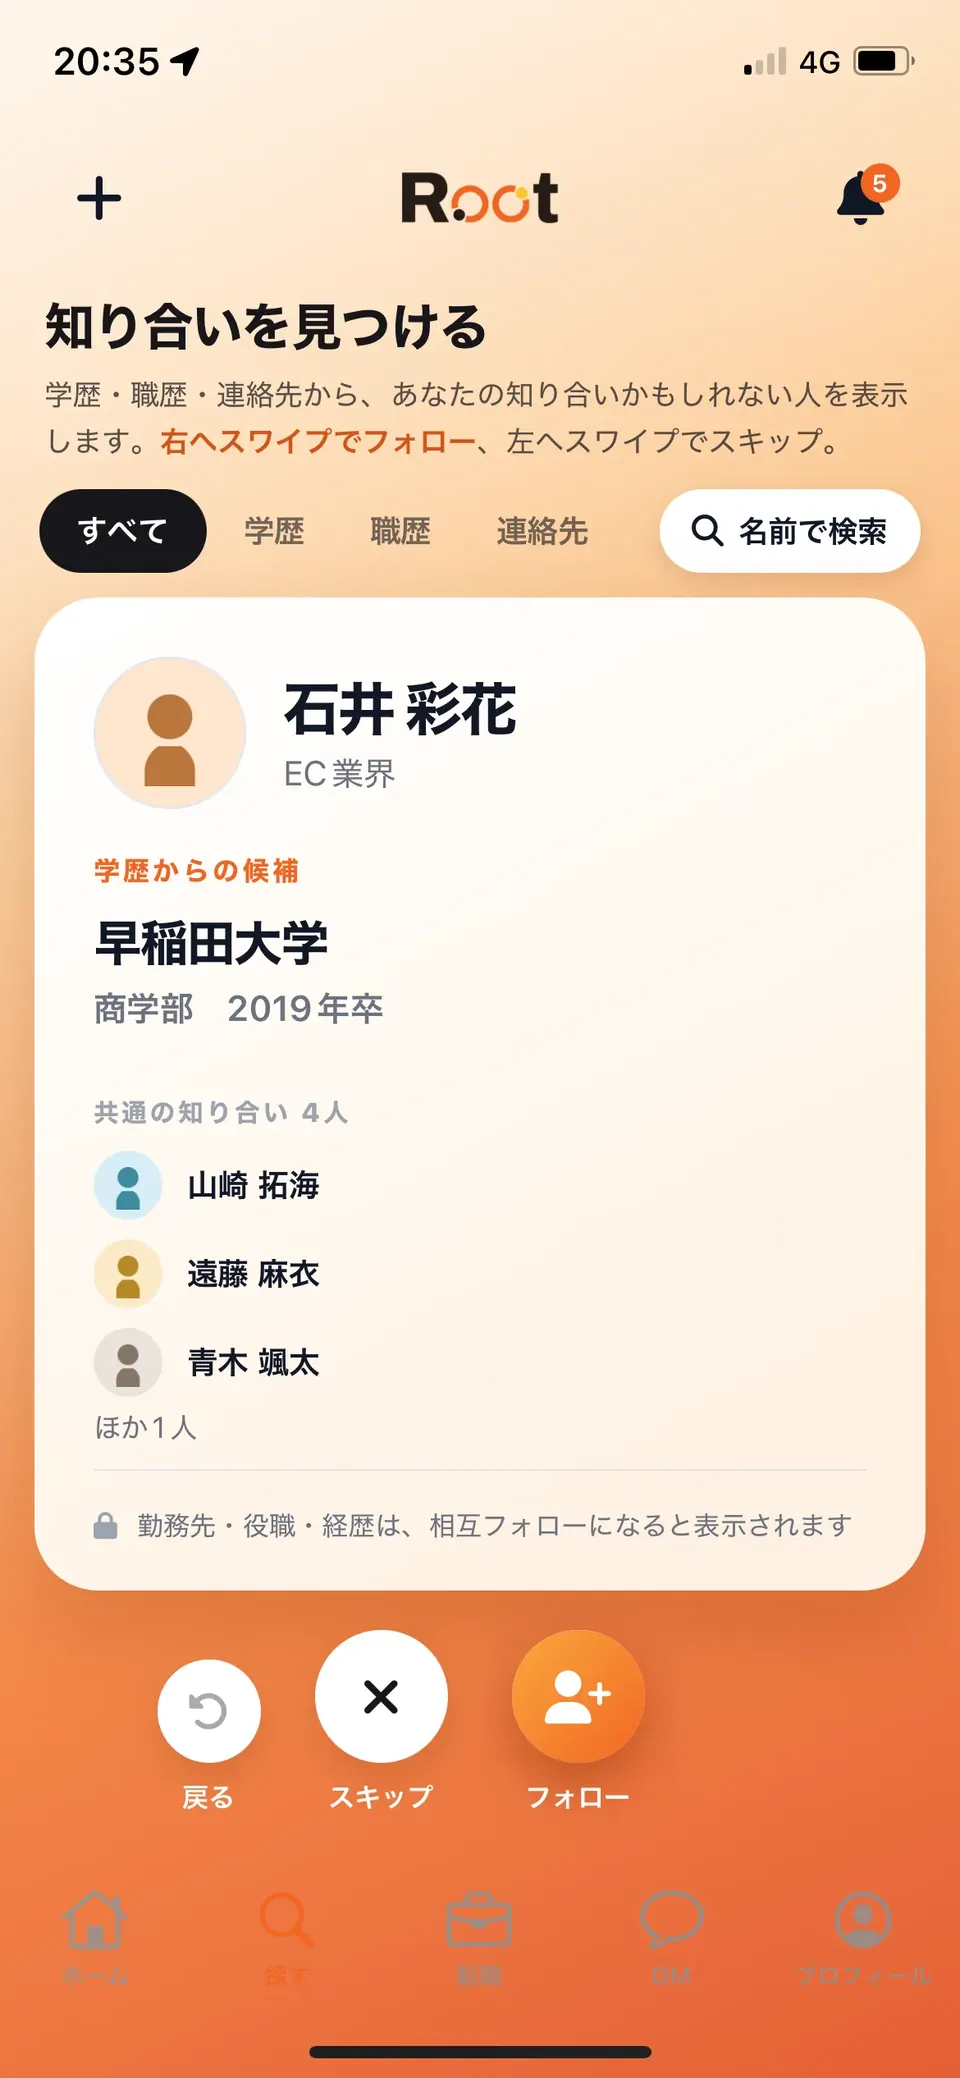 20:35
4G
Root
5
知り合いを見つける
学歴・職歴・連絡先から、あなたの知り合いかもしれない人を表示
します。右へスワイプでフォロー、左へスワイプでスキップ。
すべて
学歴
職歴
連絡先
名前で検索
石井 彩花
EC業界
学歴からの候補
早稲田大学
商学部　2019年卒
共通の知り合い 4人
山崎 拓海
遠藤 麻衣
青木 颯太
ほか1人
勤務先・役職・経歴は、相互フォローになると表示されます
戻る
スキップ
フォロー
ホーム
探す
転職
DM
プロフィール